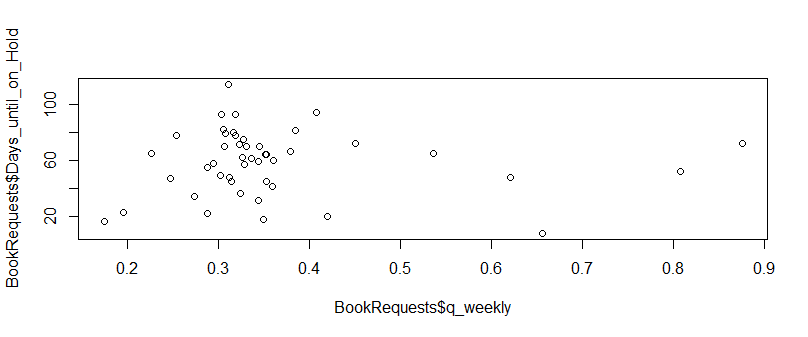 BookRequests$Days_until_on_Hold
100
60
20
0.2 0.3 0.4 0.5 0.6 0.7 0.8 0.9
BookRequests$q_weekly